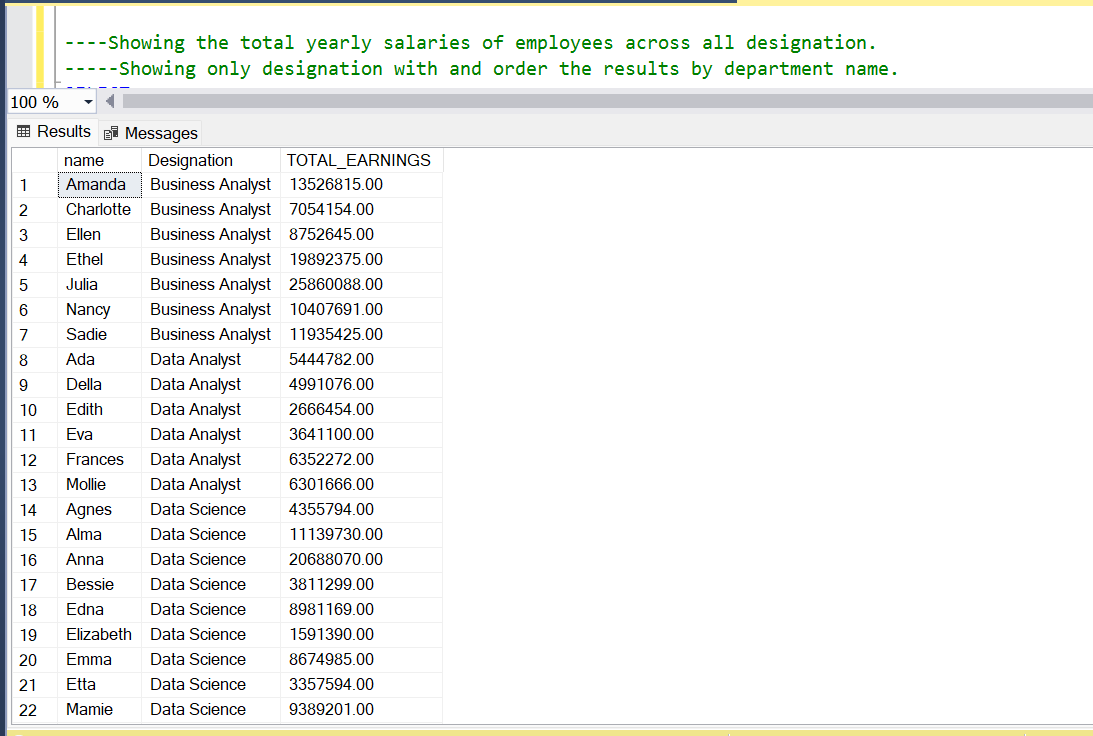 ----Showing the total yearly salaries of employees across all designation.
-----Showing only designation with and order the results by department name.
100 %
Results Messages
name Designation TOTAL_EARNINGS
1 Amanda Business Analyst 13526815.00
2 Charlotte Business Analyst 7054154.00
3 Ellen Business Analyst 8752645.00
4 Ethel Business Analyst 19892375.00
5 Julia Business Analyst 25860088.00
6 Nancy Business Analyst 10407691.00
7 Sadie Business Analyst 11935425.00
8 Ada Data Analyst 5444782.00
9 Della Data Analyst 4991076.00
10 Edith Data Analyst 2666454.00
11 Eva Data Analyst 3641100.00
12 Frances Data Analyst 6352272.00
13 Mollie Data Analyst 6301666.00
14 Agnes Data Science 4355794.00
15 Alma Data Science 11139730.00
16 Anna Data Science 20688070.00
17 Bessie Data Science 3811299.00
18 Edna Data Science 8981169.00
19 Elizabeth Data Science 1591390.00
20 Emma Data Science 8674985.00
21 Etta Data Science 3357594.00
22 Mamie Data Science 9389201.00